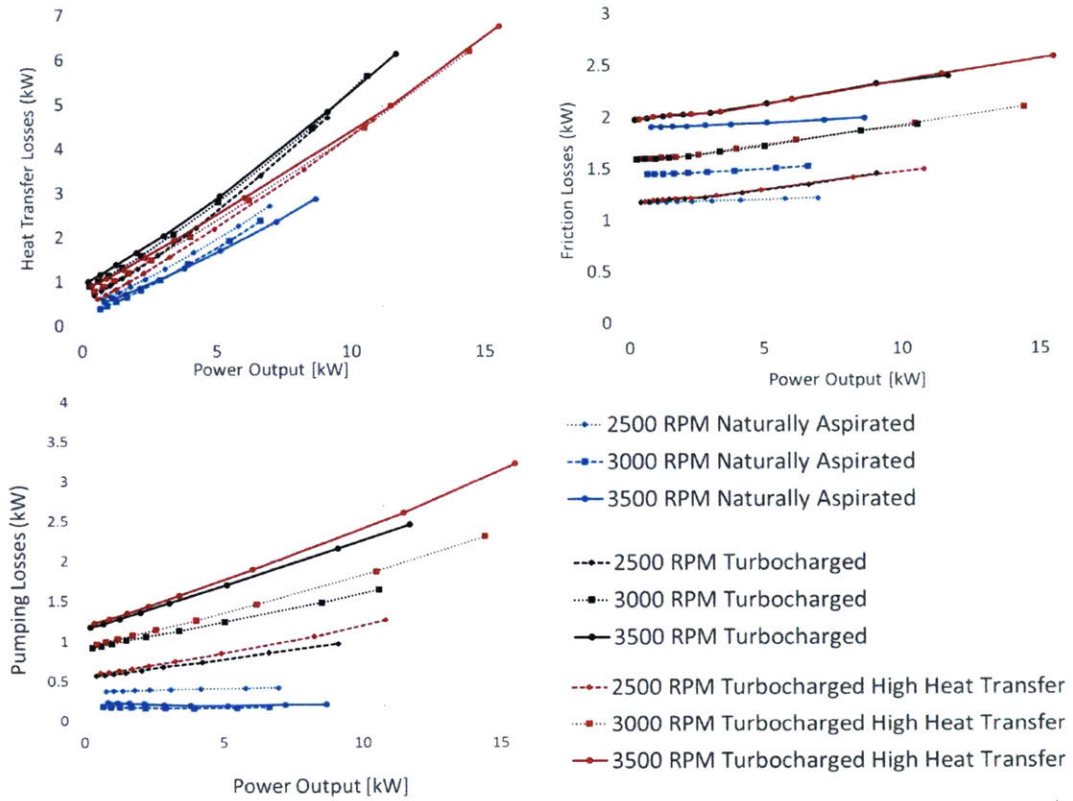 7
6
5
4
3
2
1
0
Heat Transfer Losses (kW)
0 5 10 15
Power Output [kW]
3
2.5
2
1.5
1
0.5
0
Friction Losses (kW)
0 5 10 15
Power Output [kW]
4
3.5
3
2.5
2
1.5
1
0.5
0
Pumping Losses (kW)
0 5 10 15
Power Output [kW]
2500 RPM Naturally Aspirated
3000 RPM Naturally Aspirated
3500 RPM Naturally Aspirated
2500 RPM Turbocharged
3000 RPM Turbocharged
3500 RPM Turbocharged
2500 RPM Turbocharged High Heat Transfer
3000 RPM Turbocharged High Heat Transfer
3500 RPM Turbocharged High Heat Transfer